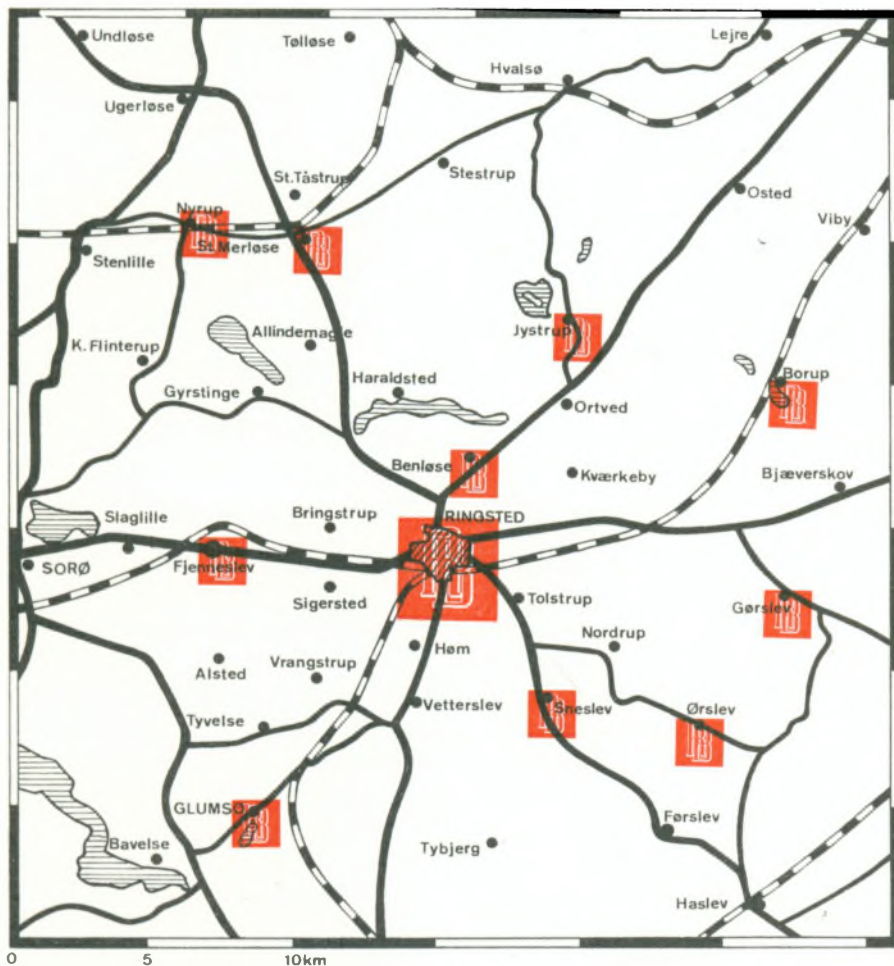 Undløse
Tølløse
Lejre
Hvalsø
Ugerløse
St.Tåstrup
Stestrup
Osted
Nyrup
Viby
St.Merløse
Stenlille
Allindemagle
Jystrup
K.Flinterup
Borup
Gyrstinge
Haraldsted
Ortved
Benløse
Kværkeby
Bjæverskov
Slaglille
Bringstrup
RINGSTED
Fjenneslev
SORØ
Sigersted
Tolstrup
Gørslev
Nordrup
Høm
Alsted
Vrangstrup
Vetterslev
Sneslev
Ørslev
Tyvelse
GLUMSØ
Førslev
Tybjerg
Bavelse
Haslev
0 5 10km